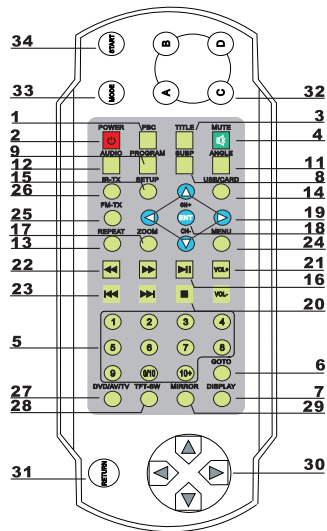 34 START B D
33 MODE A C 32
1 POWER PBC TITLE MUTE 3
2 4
9 AUDIO PROGRAM SUBP ANGLE
12 11
15 IR-TX SETUP USB/CARD 8
26 CH+ 14
25 FM-TX ENT 19
17 REPEAT ZOOM CH- MENU 18
13 24
22 VOL+ 21
16
23 VOL- 20
1 2 3 4
5 5 6 7 8
GOTO
9 0/10 10+ 6
27 DVD/AV/TV TFT-SW MIRROR DISPLAY 7
28 29
31 RETURN 30